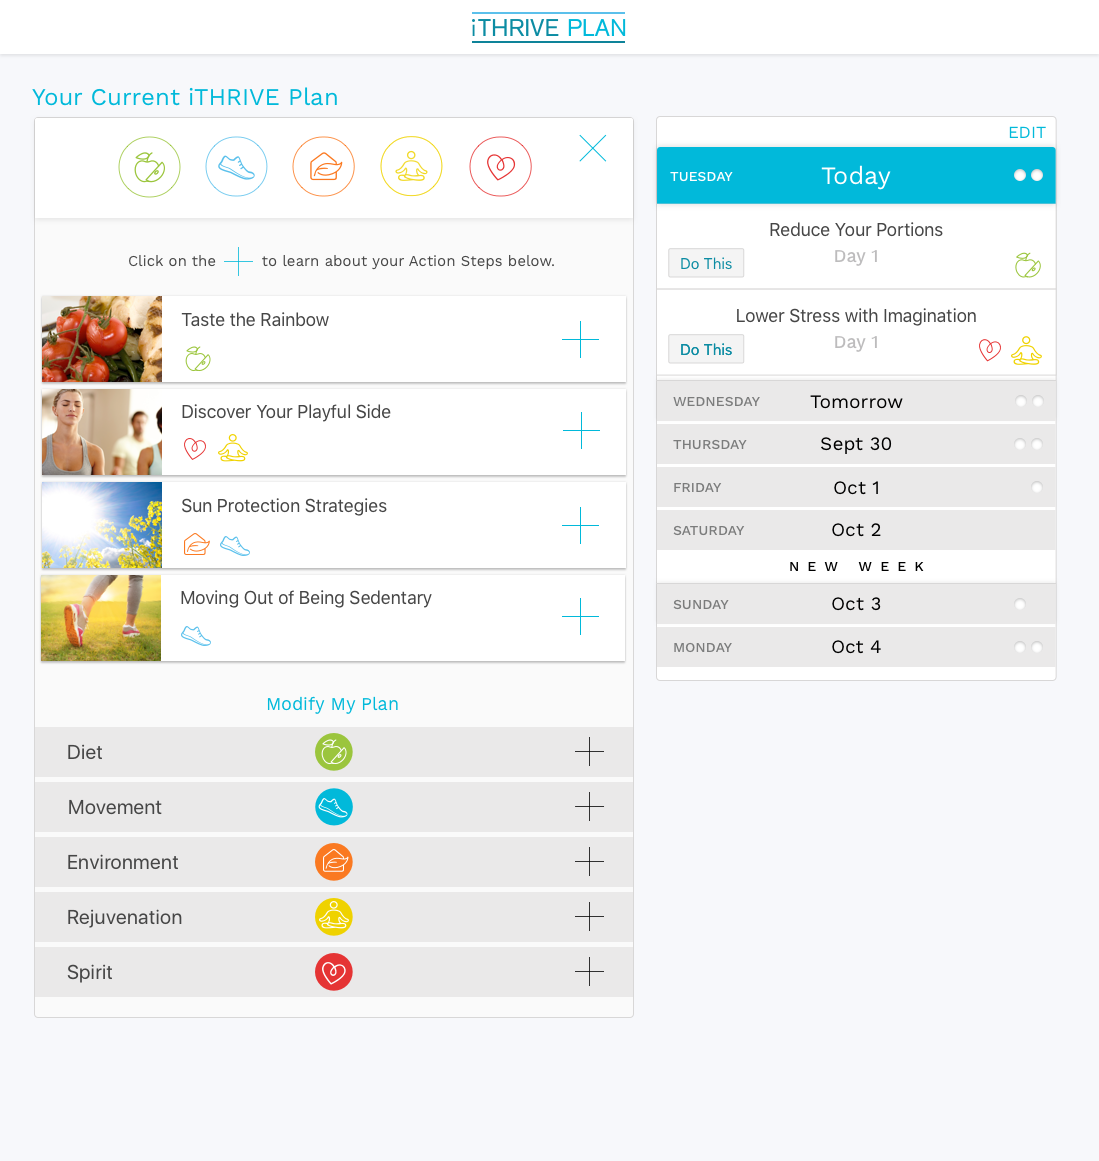 iTHRIVE PLAN
Your Current iTHRIVE Plan
Click on the to learn about your Action Steps below.
Taste the Rainbow
Discover Your Playful Side
Sun Protection Strategies
Moving Out of Being Sedentary
Modify My Plan
Diet
Movement
Environment
Rejuvenation
Spirit
EDIT
TUESDAY Today
Reduce Your Portions
Do This Day 1
Lower Stress with Imagination
Do This Day 1
WEDNESDAY Tomorrow
THURSDAY Sept 30
FRIDAY Oct 1
SATURDAY Oct 2
NEW WEEK
SUNDAY Oct 3
MONDAY Oct 4